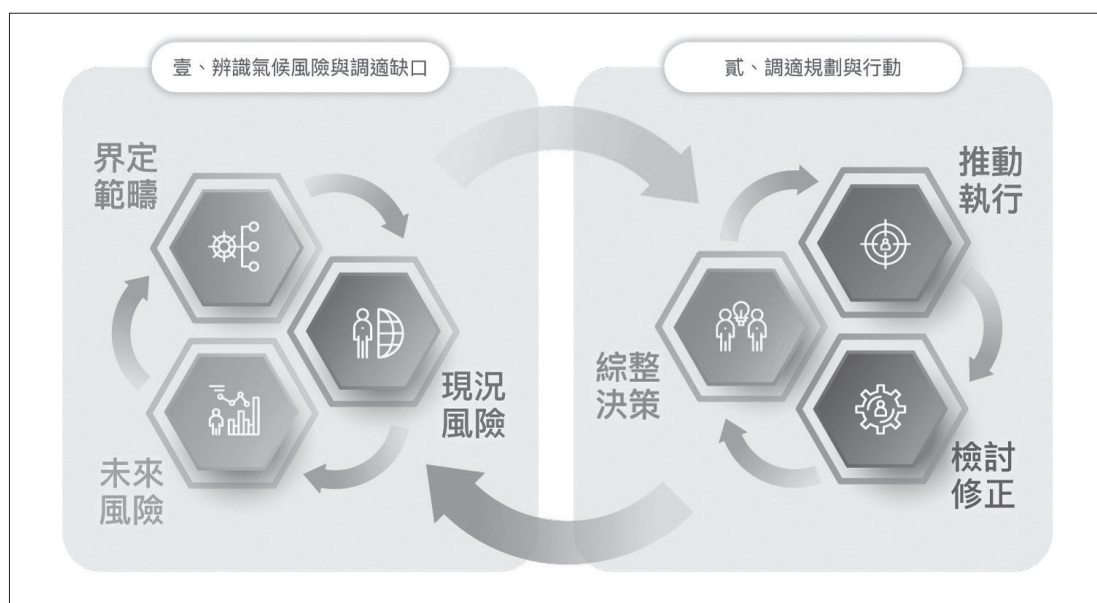 壹、辨識氣候風險與調適缺口
界定
範疇
現況
風險
未來
風險
貳、調適規劃與行動
推動
執行
綜整
決策
檢討
修正